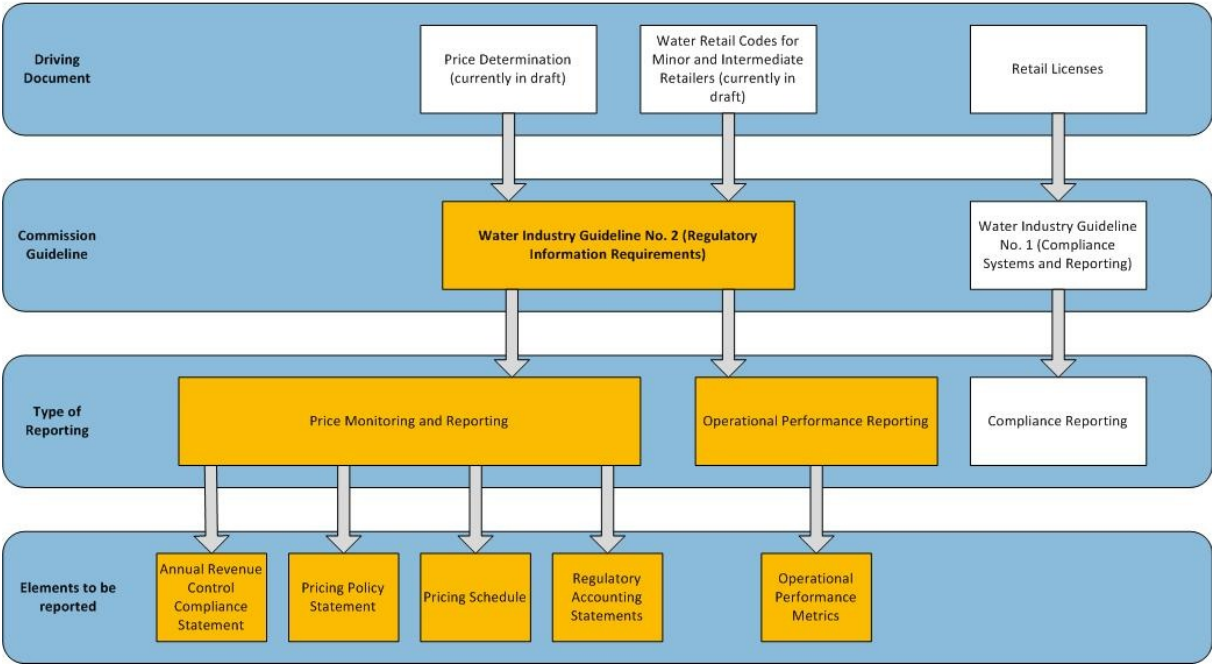 Driving
Document
Price Determination
(currently in draft)
Water Retail Codes for
Minor and Intermediate
Retailers (currently in
draft)
Retail Licenses
Commission
Guideline
Water Industry Guideline No. 2 (Regulatory
Information Requirements)
Water Industry Guideline
No. 1 (Compliance
Systems and Reporting)
Type of
Reporting
Price Monitoring and Reporting
Operational Performance Reporting
Compliance Reporting
Elements to be
reported
Annual Revenue
Control
Compliance
Statement
Pricing Policy
Statement
Pricing Schedule
Regulatory
Accounting
Statements
Operational
Performance
Metrics